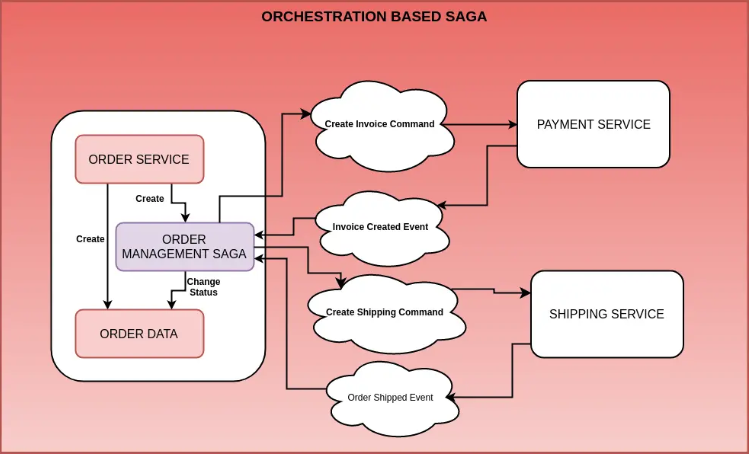 ORCHESTRATION BASED SAGA
Create Invoice Command
PAYMENT SERVICE
ORDER SERVICE
Create
Invoice Created Event
Create
ORDER
MANAGEMENT SAGA
Change
Status
Create Shipping Command
SHIPPING SERVICE
ORDER DATA
Order Shipped Event